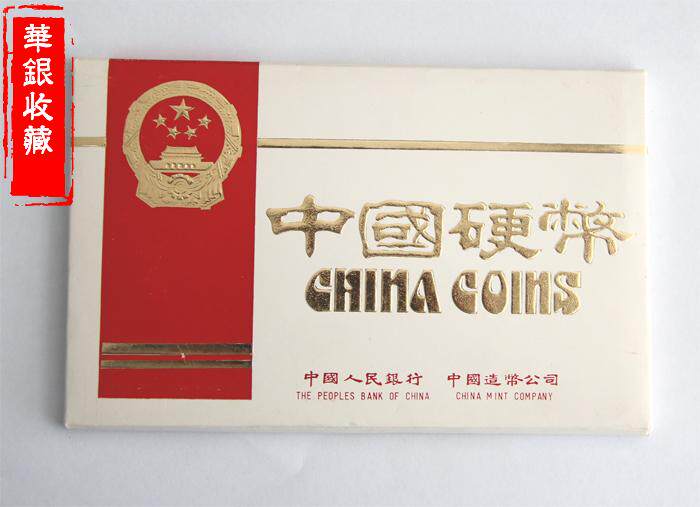 華銀收藏
中國硬幣
CHINA COINS
中國人民銀行 中國造幣公司
THE PEOPLES BANK OF CHINA CHINA MINT COMPANY